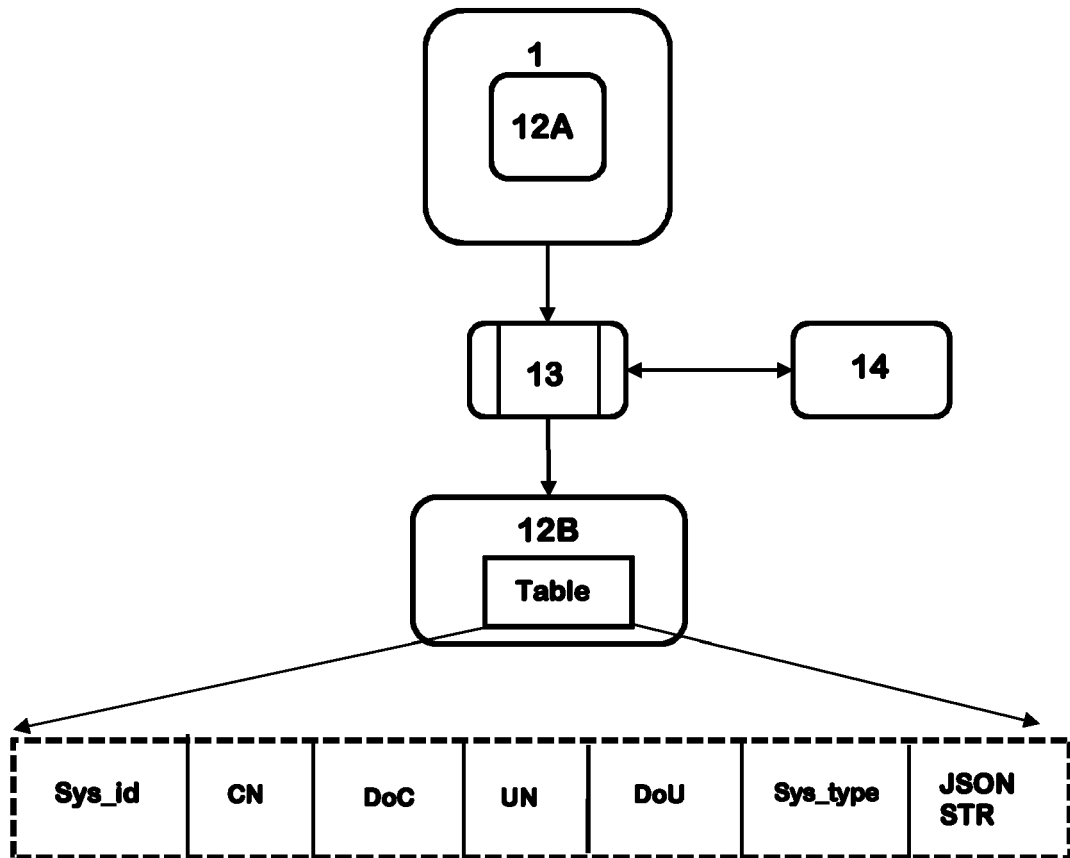 1
12A
13
14
12B
Table
Sys_id
CN
DoC
UN
DoU
Sys_type
JSON
STR